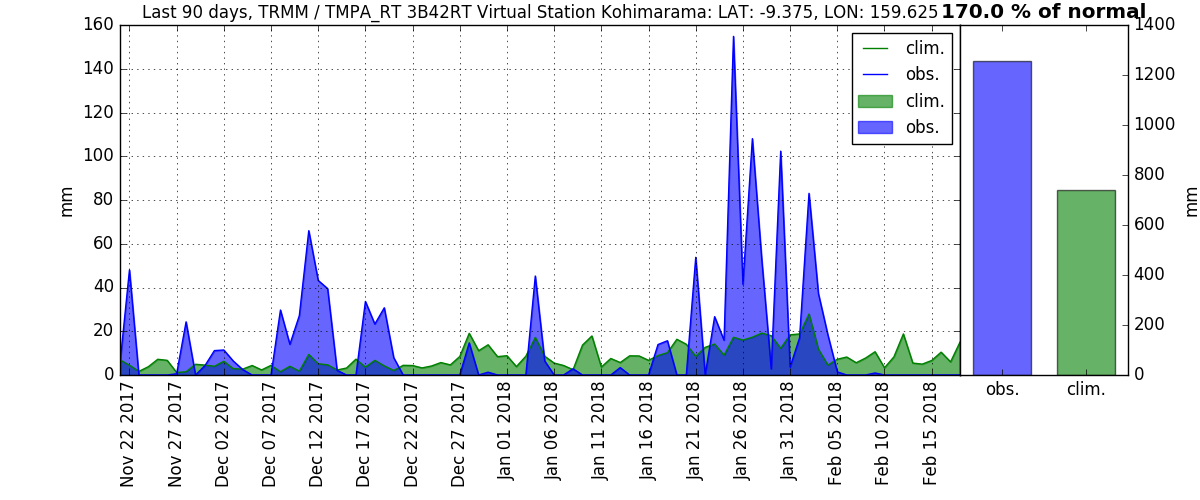 Last 90 days, TRMM / TMPA_RT 3B42RT Virtual Station Kohimarama: LAT: -9.375, LON: 159.625
170.0 % of normal
160
140
120
100
80
60
40
20
0
mm
clim.
obs.
clim.
obs.
1400
1200
1000
800
600
400
200
0
mm
Nov 22 2017
Nov 27 2017
Dec 02 2017
Dec 07 2017
Dec 12 2017
Dec 17 2017
Dec 22 2017
Dec 27 2017
Jan 01 2018
Jan 06 2018
Jan 11 2018
Jan 16 2018
Jan 21 2018
Jan 26 2018
Jan 31 2018
Feb 05 2018
Feb 10 2018
Feb 15 2018
obs.
clim.